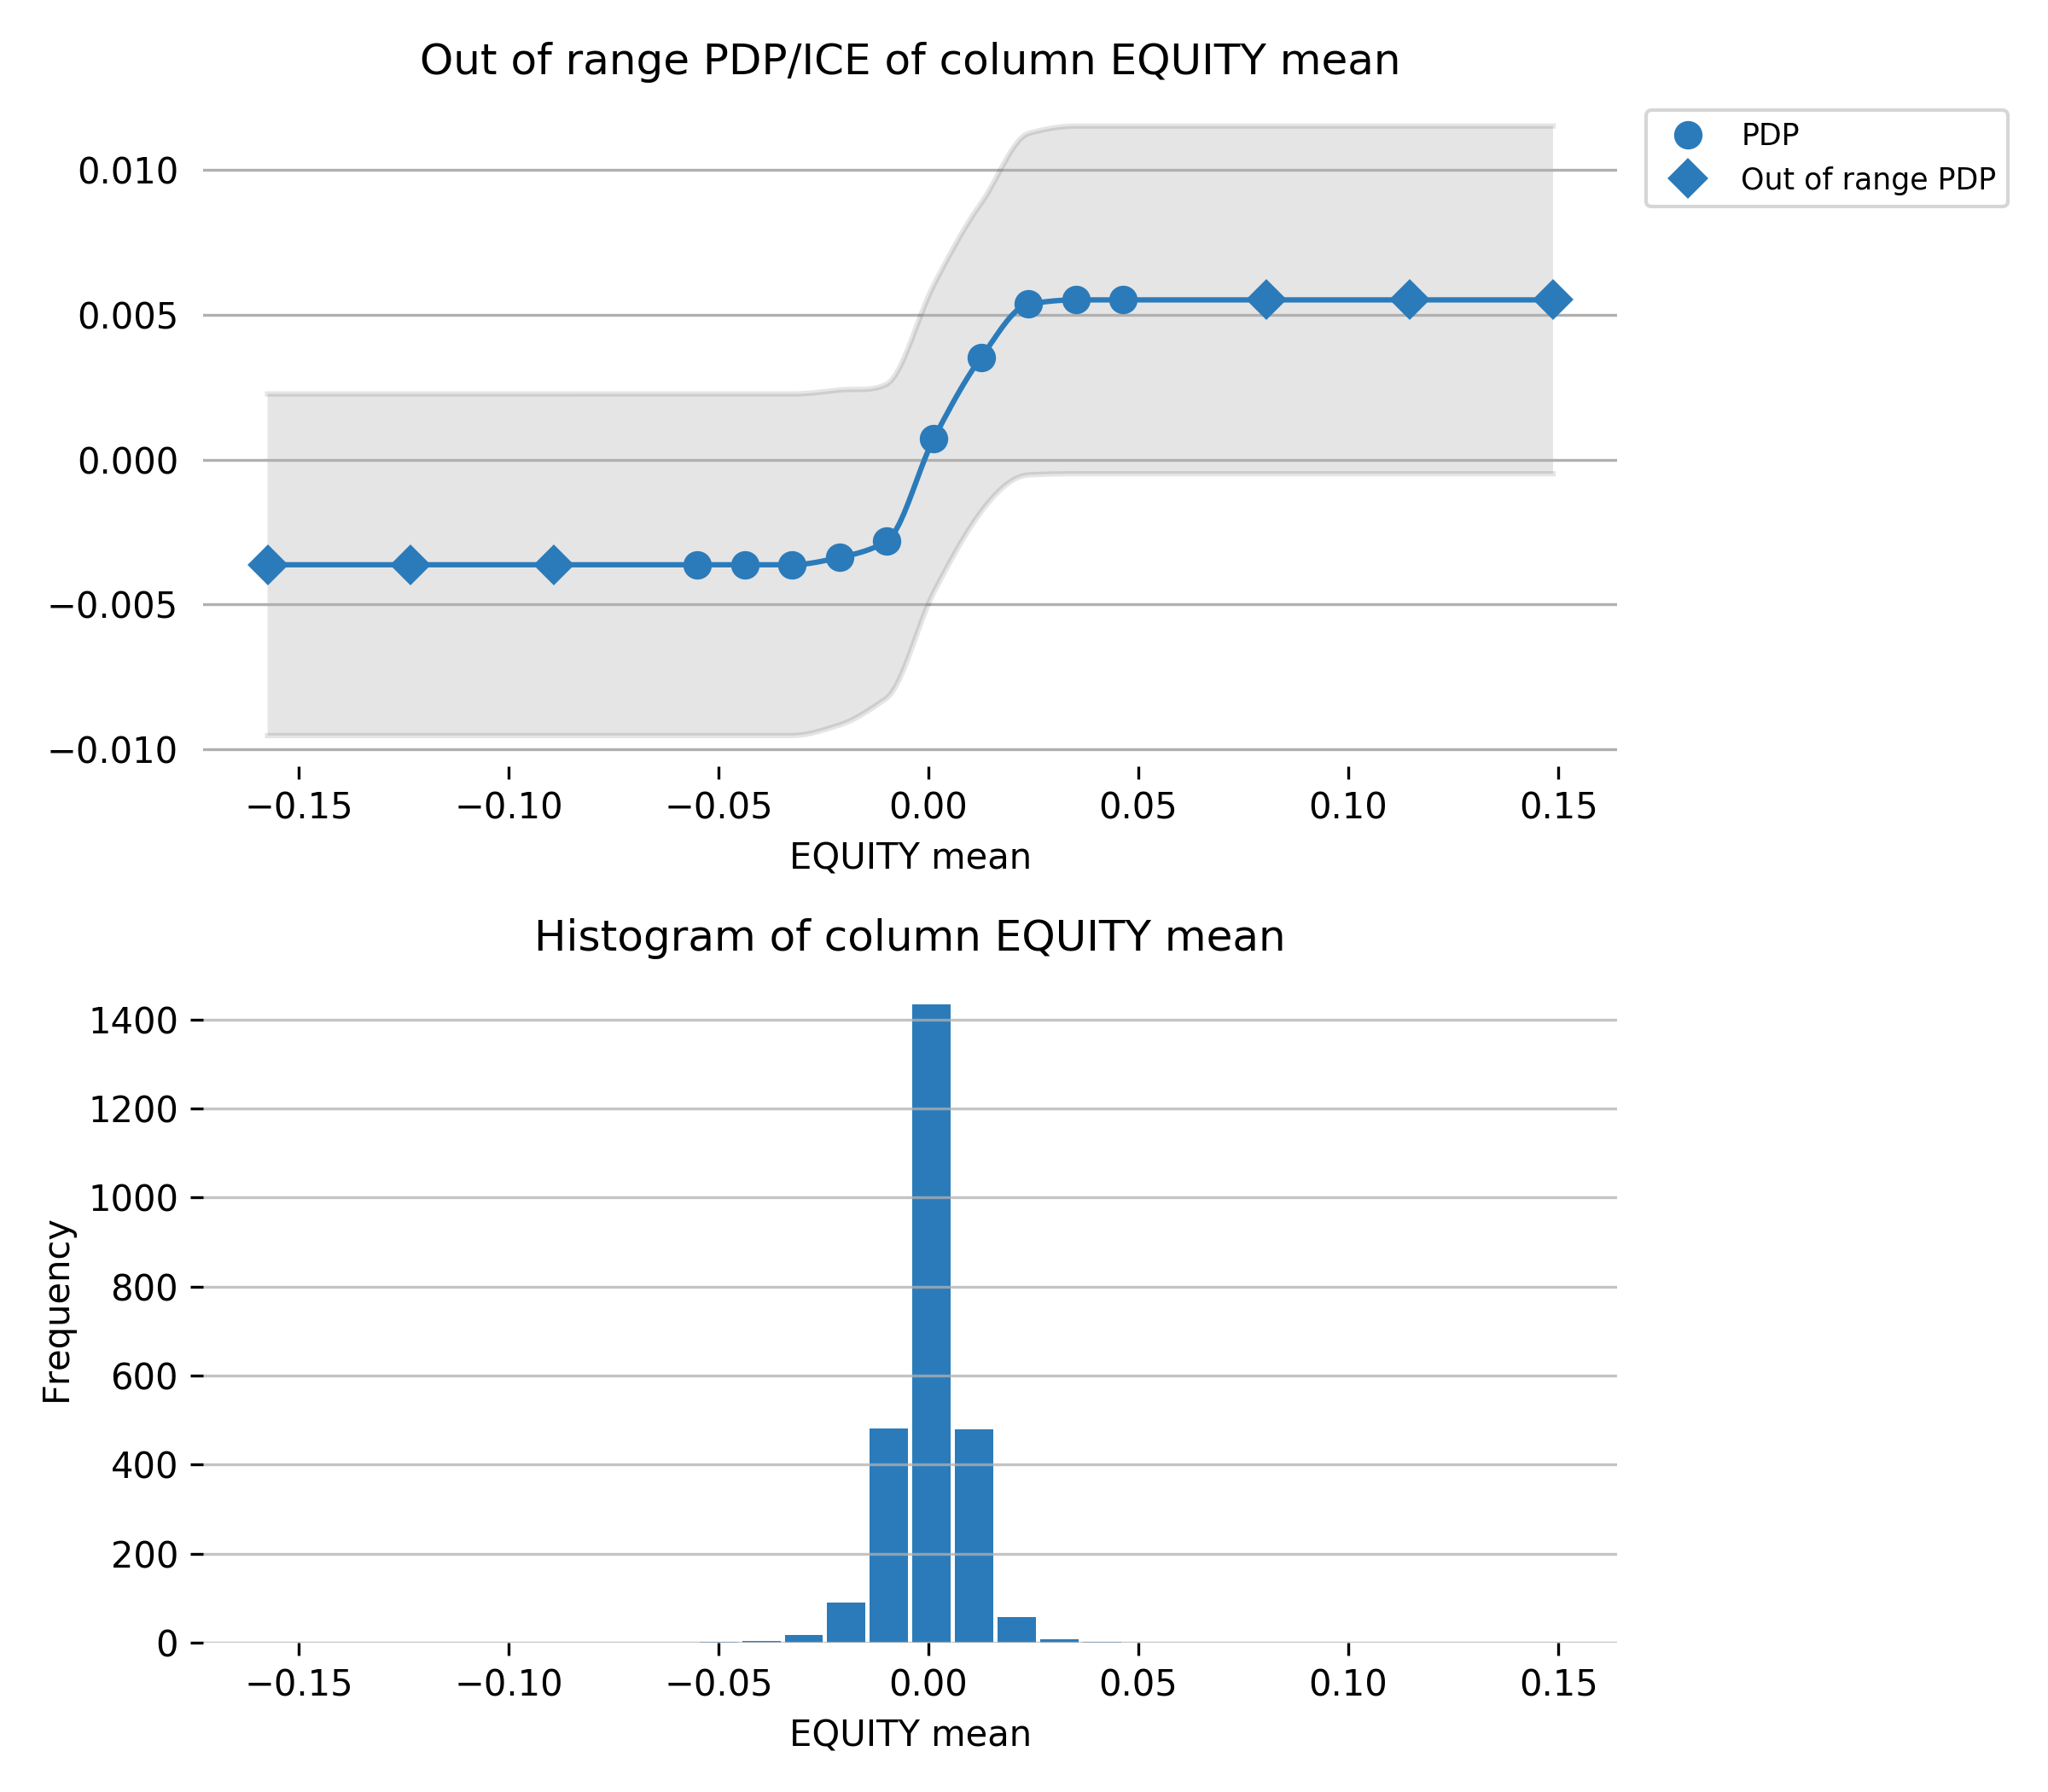 Out of range PDP/ICE of column EQUITY mean
PDP
Out of range PDP
0.010
0.005
0.000
−0.005
−0.010
−0.15 −0.10 −0.05 0.00 0.05 0.10 0.15
EQUITY mean
Histogram of column EQUITY mean
1400
1200
1000
800
600
400
200
0
Frequency
−0.15 −0.10 −0.05 0.00 0.05 0.10 0.15
EQUITY mean